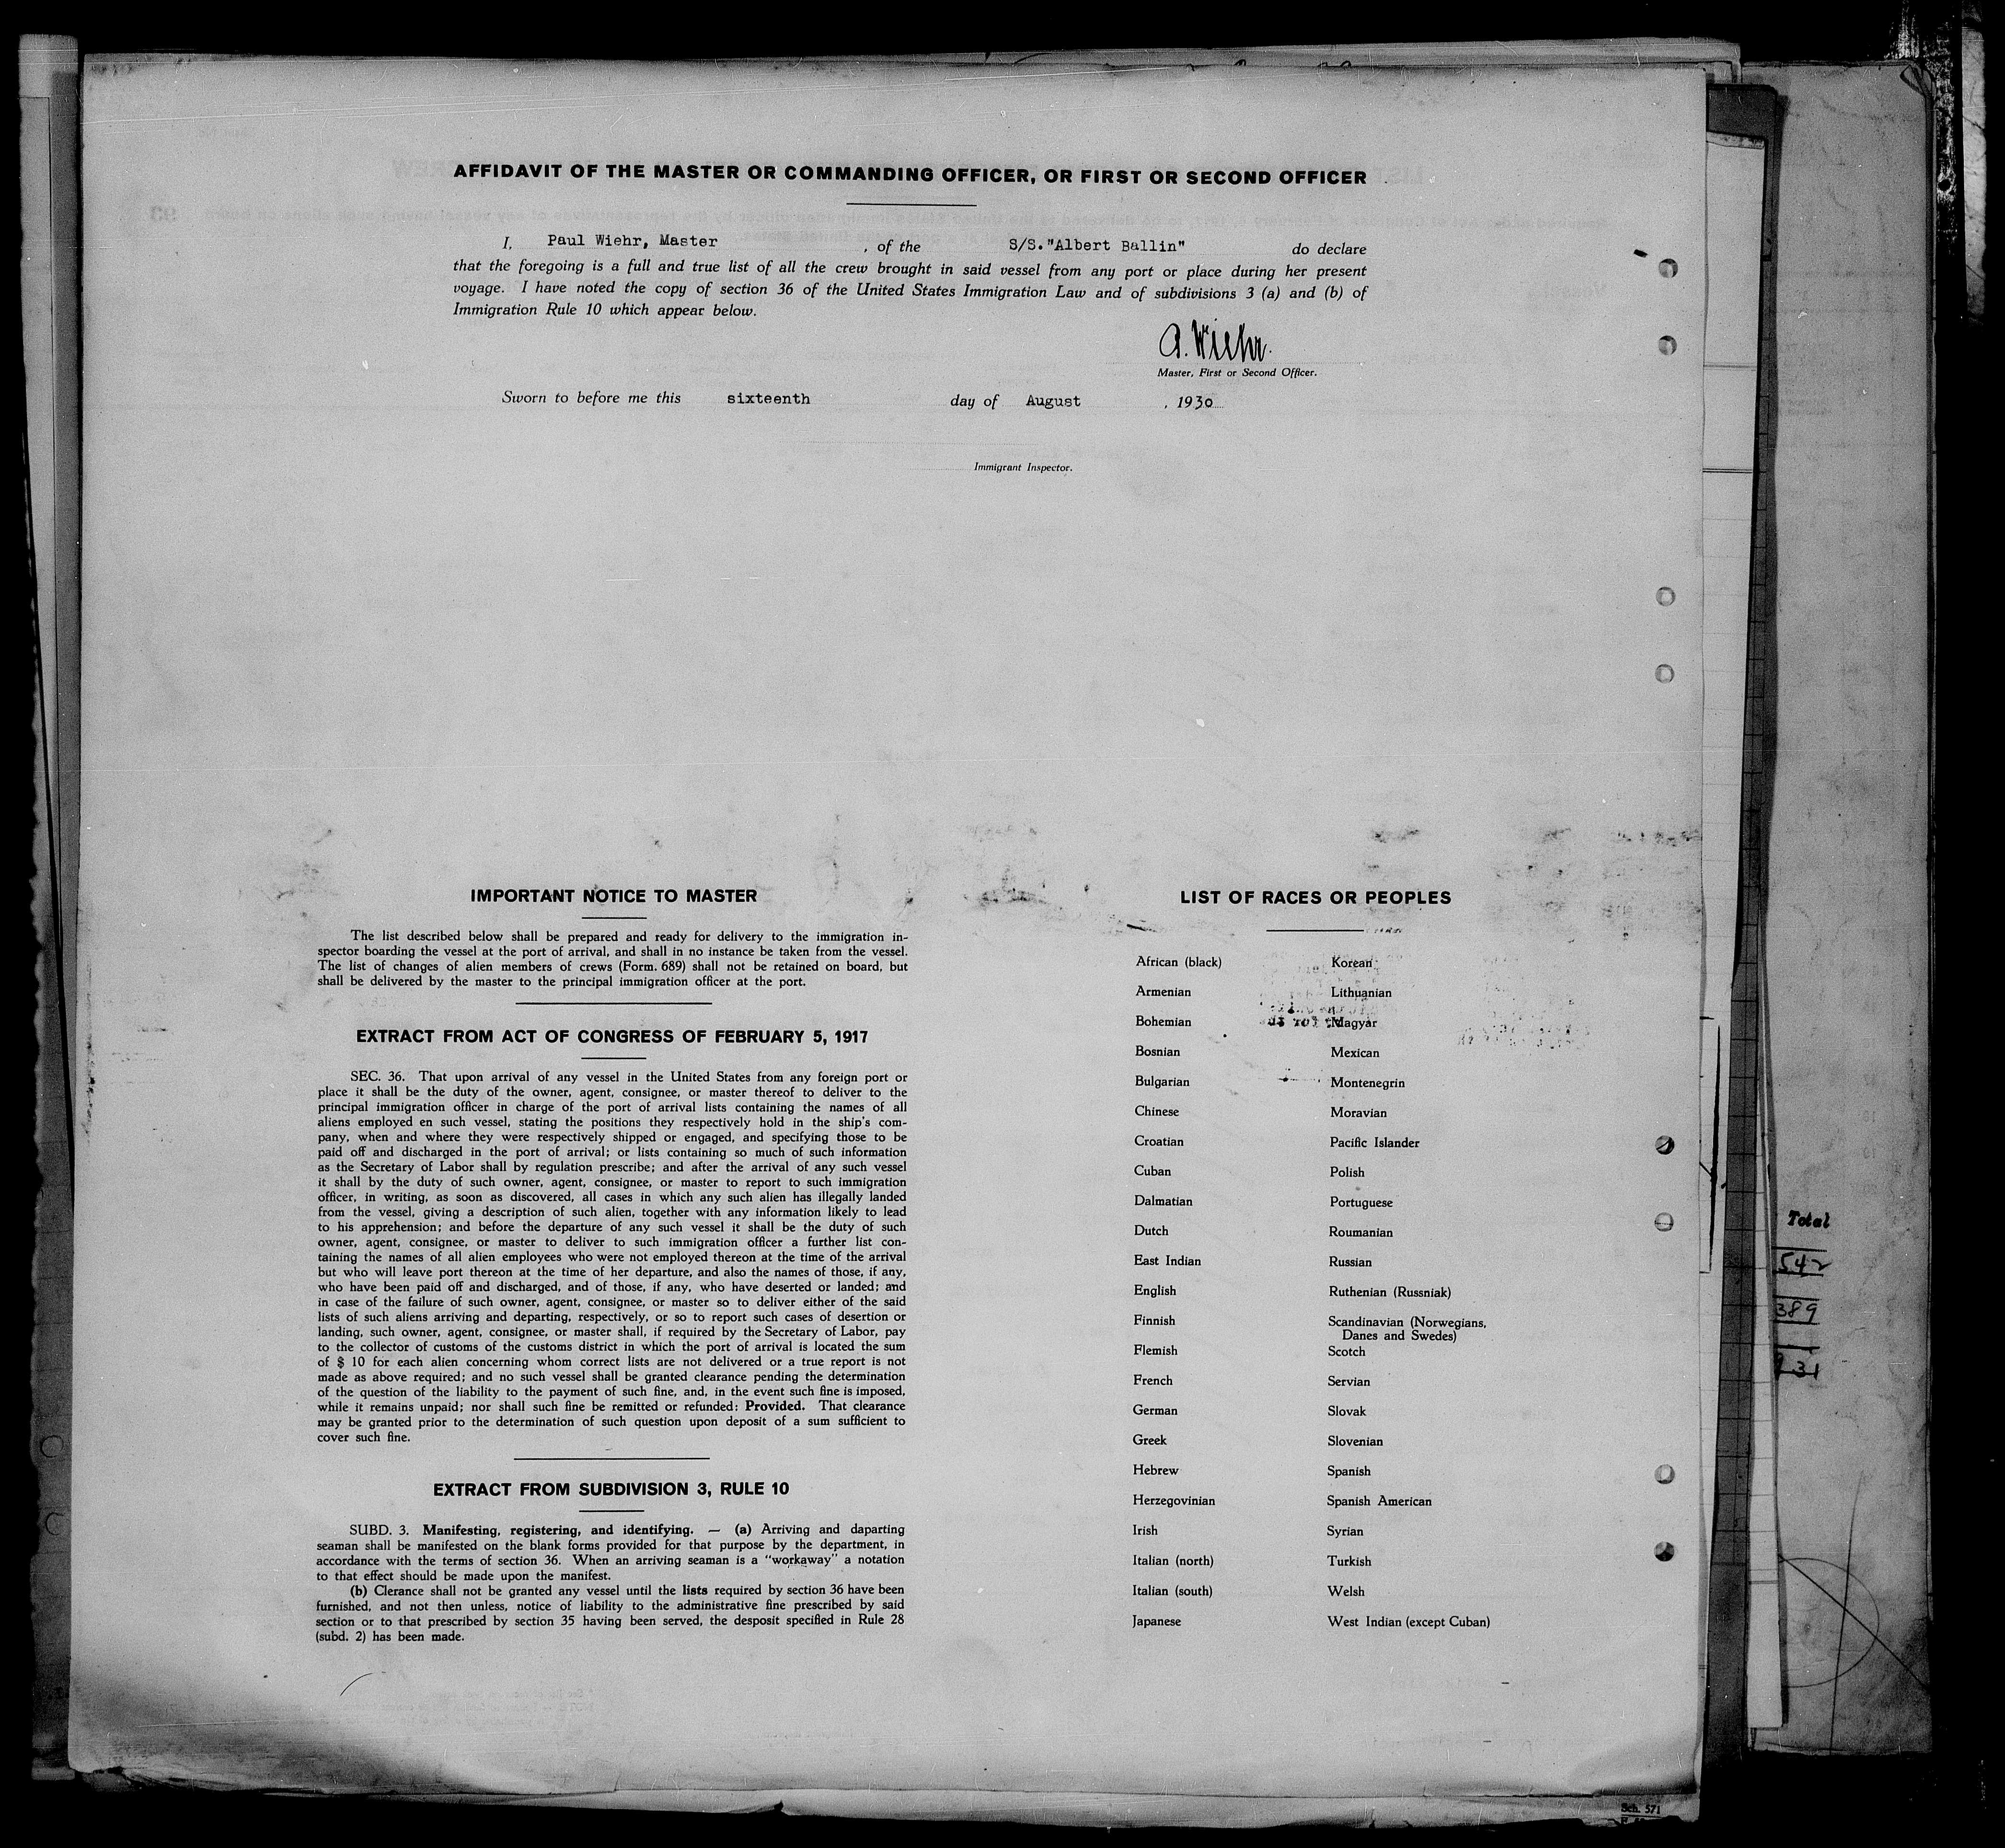 AFFIDAVIT OF THE MASTER OR COMMANDING OFFICER, OR FIRST OR SECOND OFFICER
I, Paul Wiehr, Master , of the S/S."Albert Ballin" do declare
that the foregoing is a full and true list of all the crew brought in said vessel from any port or place during her present
voyage. I have noted the copy of section 36 of the United States Immigration Law and of subdivisions 3 (a) and (b) of
Immigration Rule 10 which appear below.
Wiehr.
Master, First or Second Officer.
Sworn to before me this sixteenth day of August , 1930
Immigrant Inspector.
IMPORTANT NOTICE TO MASTER
The list described below shall be prepared and ready for delivery to the immigration in-
spector boarding the vessel at the port of arrival, and shall in no instance be taken from the vessel.
The list of changes of alien members of crews (Form. 689) shall not be retained on board, but
shall be delivered by the master to the principal immigration officer at the port.
EXTRACT FROM ACT OF CONGRESS OF FEBRUARY 5, 1917
SEC. 36. That upon arrival of any vessel in the United States from any foreign port or
place it shall be the duty of the owner, agent, consignee, or master thereof to deliver to the
principal immigration officer in charge of the port of arrival lists containing the names of all
aliens employed en such vessel, stating the positions they respectively hold in the ship's com-
pany, when and where they were respectively shipped or engaged, and specifying those to be
paid off and discharged in the port of arrival; or lists containing so much of such information
as the Secretary of Labor shall by regulation prescribe; and after the arrival of any such vessel
it shall by the duty of such owner, agent, consignee, or master to report to such immigration
officer, in writing, as soon as discovered, all cases in which any such alien has illegally landed
from the vessel, giving a description of such alien, together with any information likely to lead
to his apprehension; and before the departure of any such vessel it shall be the duty of such
owner, agent, consignee, or master to deliver to such immigration officer a further list con-
taining the names of all alien employees who were not employed thereon at the time of the arrival
but who will leave port thereon at the time of her departure, and also the names of those, if any,
who have been paid off and discharged, and of those, if any, who have deserted or landed; and
in case of the failure of such owner, agent, consignee, or master so to deliver either of the said
lists of such aliens arriving and departing, respectively, or so to report such cases of desertion or
landing, such owner, agent, consignee, or master shall, if required by the Secretary of Labor, pay
to the collector of customs of the customs district in which the port of arrival is located the sum
of $ 10 for each alien concerning whom correct lists are not delivered or a true report is not
made as above required; and no such vessel shall be granted clearance pending the determination
of the question of the liability to the payment of such fine, and, in the event such fine is imposed,
while it remains unpaid; nor shall such fine be remitted or refunded: Provided. That clearance
may be granted prior to the determination of such question upon deposit of a sum sufficient to
cover such fine.
EXTRACT FROM SUBDIVISION 3, RULE 10
SUBD. 3. Manifesting, registering, and identifying. — (a) Arriving and daparting
seaman shall be manifested on the blank forms provided for that purpose by the department, in
accordance with the terms of section 36. When an arriving seaman is a "workaway" a notation
to that effect should be made upon the manifest.
(b) Clerance shall not be granted any vessel until the lists required by section 36 have been
furnished, and not then unless, notice of liability to the administrative fine prescribed by said
section or to that prescribed by section 35 having been served, the desposit specified in Rule 28
(subd. 2) has been made.
LIST OF RACES OR PEOPLES
African (black)
Armenian
Bohemian
Bosnian
Bulgarian
Chinese
Croatian
Cuban
Dalmatian
Dutch
East Indian
English
Finnish
Flemish
French
German
Greek
Hebrew
Herzegovinian
Irish
Italian (north)
Italian (south)
Japanese
Korean
Lithuanian
Magyar
Mexican
Montenegrin
Moravian
Pacific Islander
Polish
Portuguese
Roumanian
Russian
Ruthenian (Russniak)
Scandinavian (Norwegians,
Danes and Swedes)
Scotch
Servian
Slovak
Slovenian
Spanish
Spanish American
Syrian
Turkish
Welsh
West Indian (except Cuban)
Total
542
389
931
Sch. 571